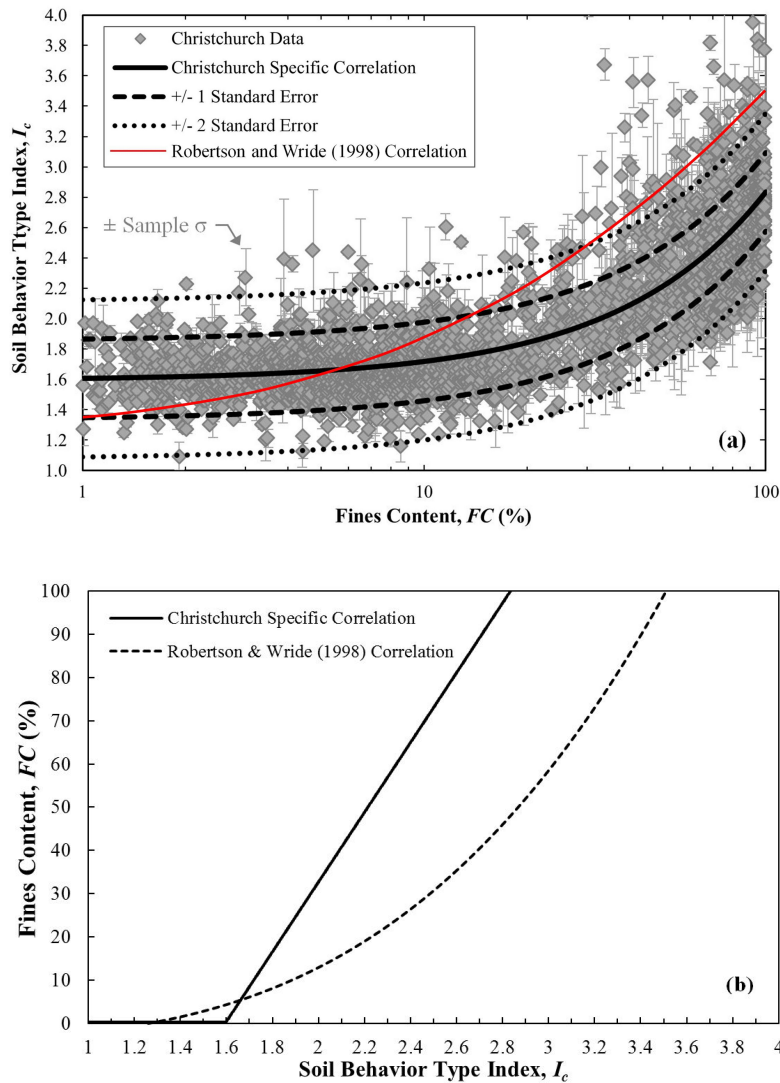 4.0
3.8
3.6
3.4
3.2
3.0
2.8
2.6
2.4
2.2
2.0
1.8
1.6
1.4
1.2
1.0
Soil Behavior Type Index, I_c
Christchurch Data
Christchurch Specific Correlation
+/- 1 Standard Error
+/- 2 Standard Error
Robertson and Wride (1998) Correlation
± Sample σ
(a)
1 10 100
Fines Content, FC (%)
100
90
80
70
60
50
40
30
20
10
0
Fines Content, FC (%)
Christchurch Specific Correlation
Robertson & Wride (1998) Correlation
(b)
1 1.2 1.4 1.6 1.8 2 2.2 2.4 2.6 2.8 3 3.2 3.4 3.6 3.8 4
Soil Behavior Type Index, I_c